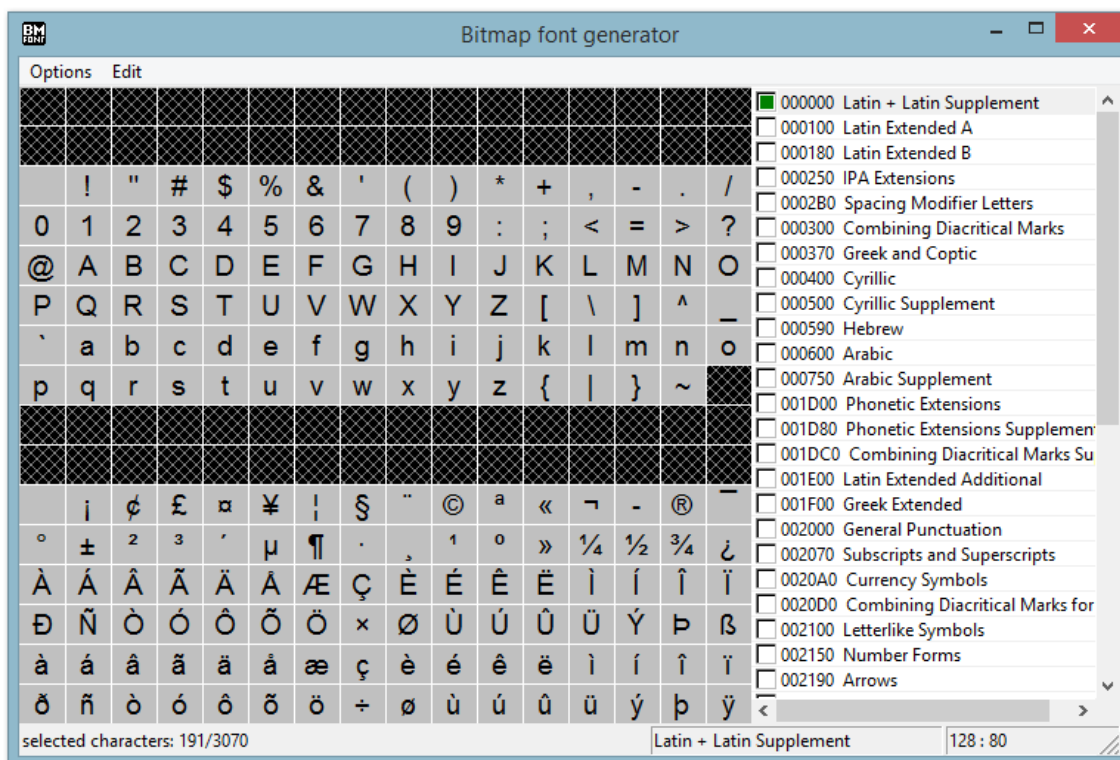 BM FONT Bitmap font generator
Options Edit
! " # $ % & ' ( ) * + , - . /
0 1 2 3 4 5 6 7 8 9 : ; < = > ?
@ A B C D E F G H I J K L M N O
P Q R S T U V W X Y Z [ \ ] ^ _
` a b c d e f g h i j k l m n o
p q r s t u v w x y z { | } ~
¡ ¢ £ ¤ ¥ ¦ § ¨ © ª « ¬ - ® ¯
° ± ² ³ ´ µ ¶ · ¸ ¹ º » ¼ ½ ¾ ¿
À Á Â Ã Ä Å Æ Ç È É Ê Ë Ì Í Î Ï
Ð Ñ Ò Ó Ô Õ Ö × Ø Ù Ú Û Ü Ý Þ ß
à á â ã ä å æ ç è é ê ë ì í î ï
ð ñ ò ó ô õ ö ÷ ø ù ú û ü ý þ ÿ
000000 Latin + Latin Supplement
000100 Latin Extended A
000180 Latin Extended B
000250 IPA Extensions
0002B0 Spacing Modifier Letters
000300 Combining Diacritical Marks
000370 Greek and Coptic
000400 Cyrillic
000500 Cyrillic Supplement
000590 Hebrew
000600 Arabic
000750 Arabic Supplement
001D00 Phonetic Extensions
001D80 Phonetic Extensions Supplemen
001DC0 Combining Diacritical Marks Su
001E00 Latin Extended Additional
001F00 Greek Extended
002000 General Punctuation
002070 Subscripts and Superscripts
0020A0 Currency Symbols
0020D0 Combining Diacritical Marks for
002100 Letterlike Symbols
002150 Number Forms
002190 Arrows
selected characters: 191/3070 Latin + Latin Supplement 128 : 80